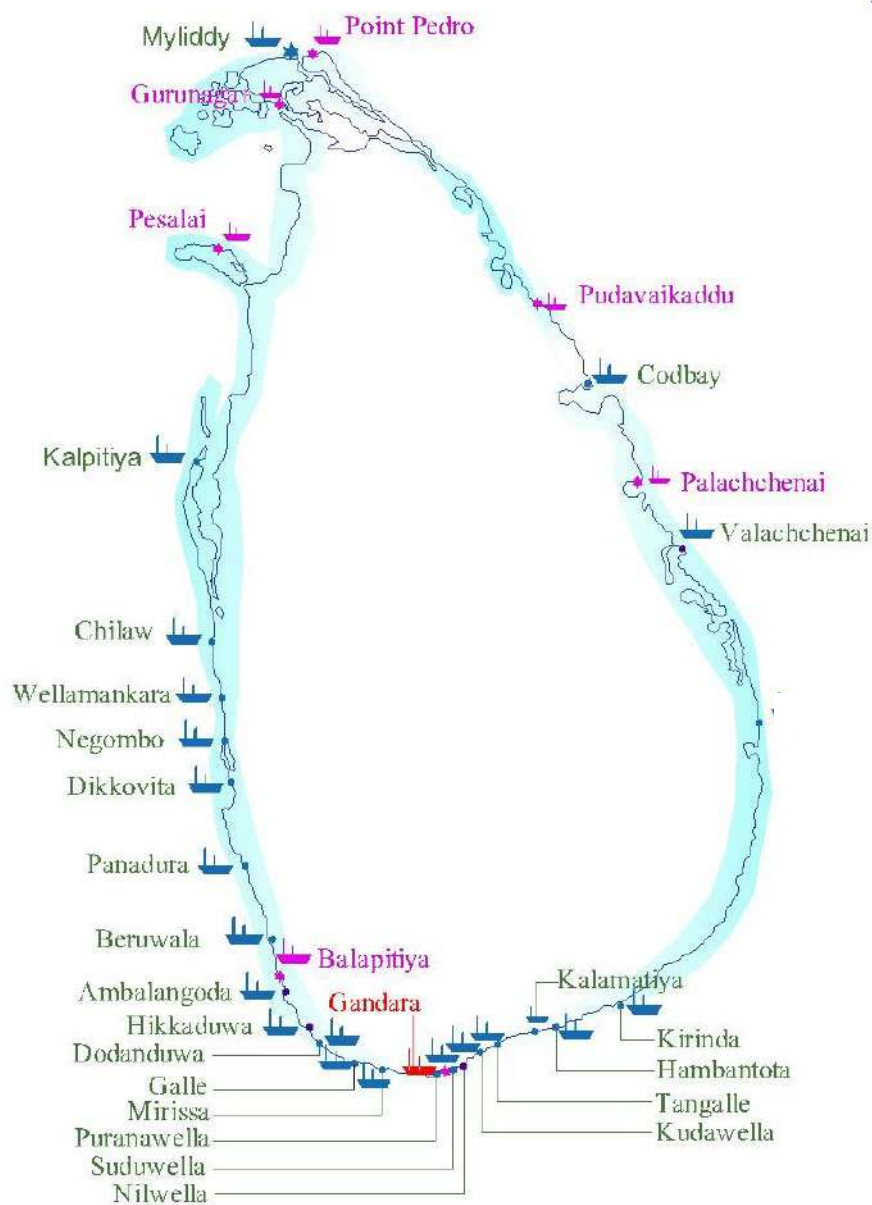 Point Pedro
Myliddy
Gurunagar
Pesalai
Pudavaikaddu
Codbay
Kalpitiya
Palachchenai
Valachchenai
Chilaw
Wellamankara
Negombo
Dikkovita
Panadura
Beruwala
Balapitiya
Ambalangoda
Gandara
Kalamatiya
Hikkaduwa
Kirinda
Dodanduwa
Hambantota
Galle
Tangalle
Mirissa
Kudawella
Puranawella
Suduwella
Nilwella